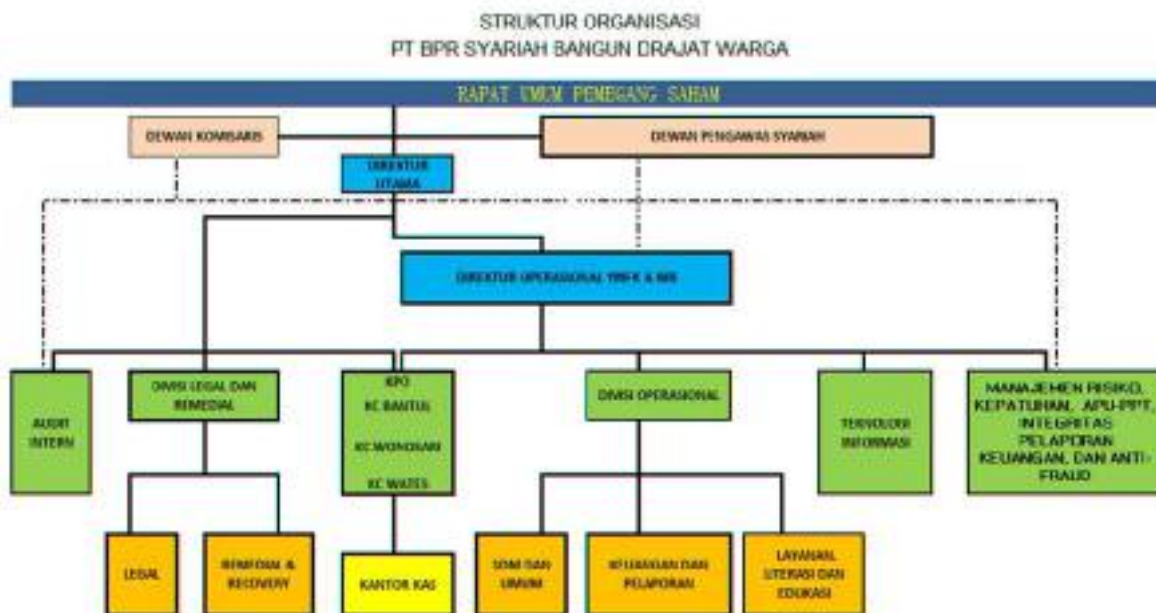 STRUKTUR ORGANISASI
PT BPR SYARIAH BANGUN DRAJAT WARGA
RAPAT UMUM PEMEGANG SAHAM
DEWAN KOMISARIS
DEWAN PENGAWAS SYARIAH
DIREKTUR
UTAMA
DIREKTUR OPERASIONAL YMFK &
AUDIT
INTERN
DIVISI LEGAL DAN
REMEDIAL
KPO
KC BANTUL
KC WONOSARI
KC WATES
DIVISI OPERASIONAL
TEKNOLOGI
INFORMASI
MANAJEMEN RISIKO,
KEPATUHAN, APU-PPT,
INTEGRITAS
PELAPORAN
KEUANGAN, DAN ANTI-
FRAUD
LEGAL
REMEDIAL &
RECOVERY
KANTOR KAS
SDM DAN
UMUM
KEUANGAN DAN
PELAPORAN
LAYANAN,
LITERASI DAN
EDUKASI